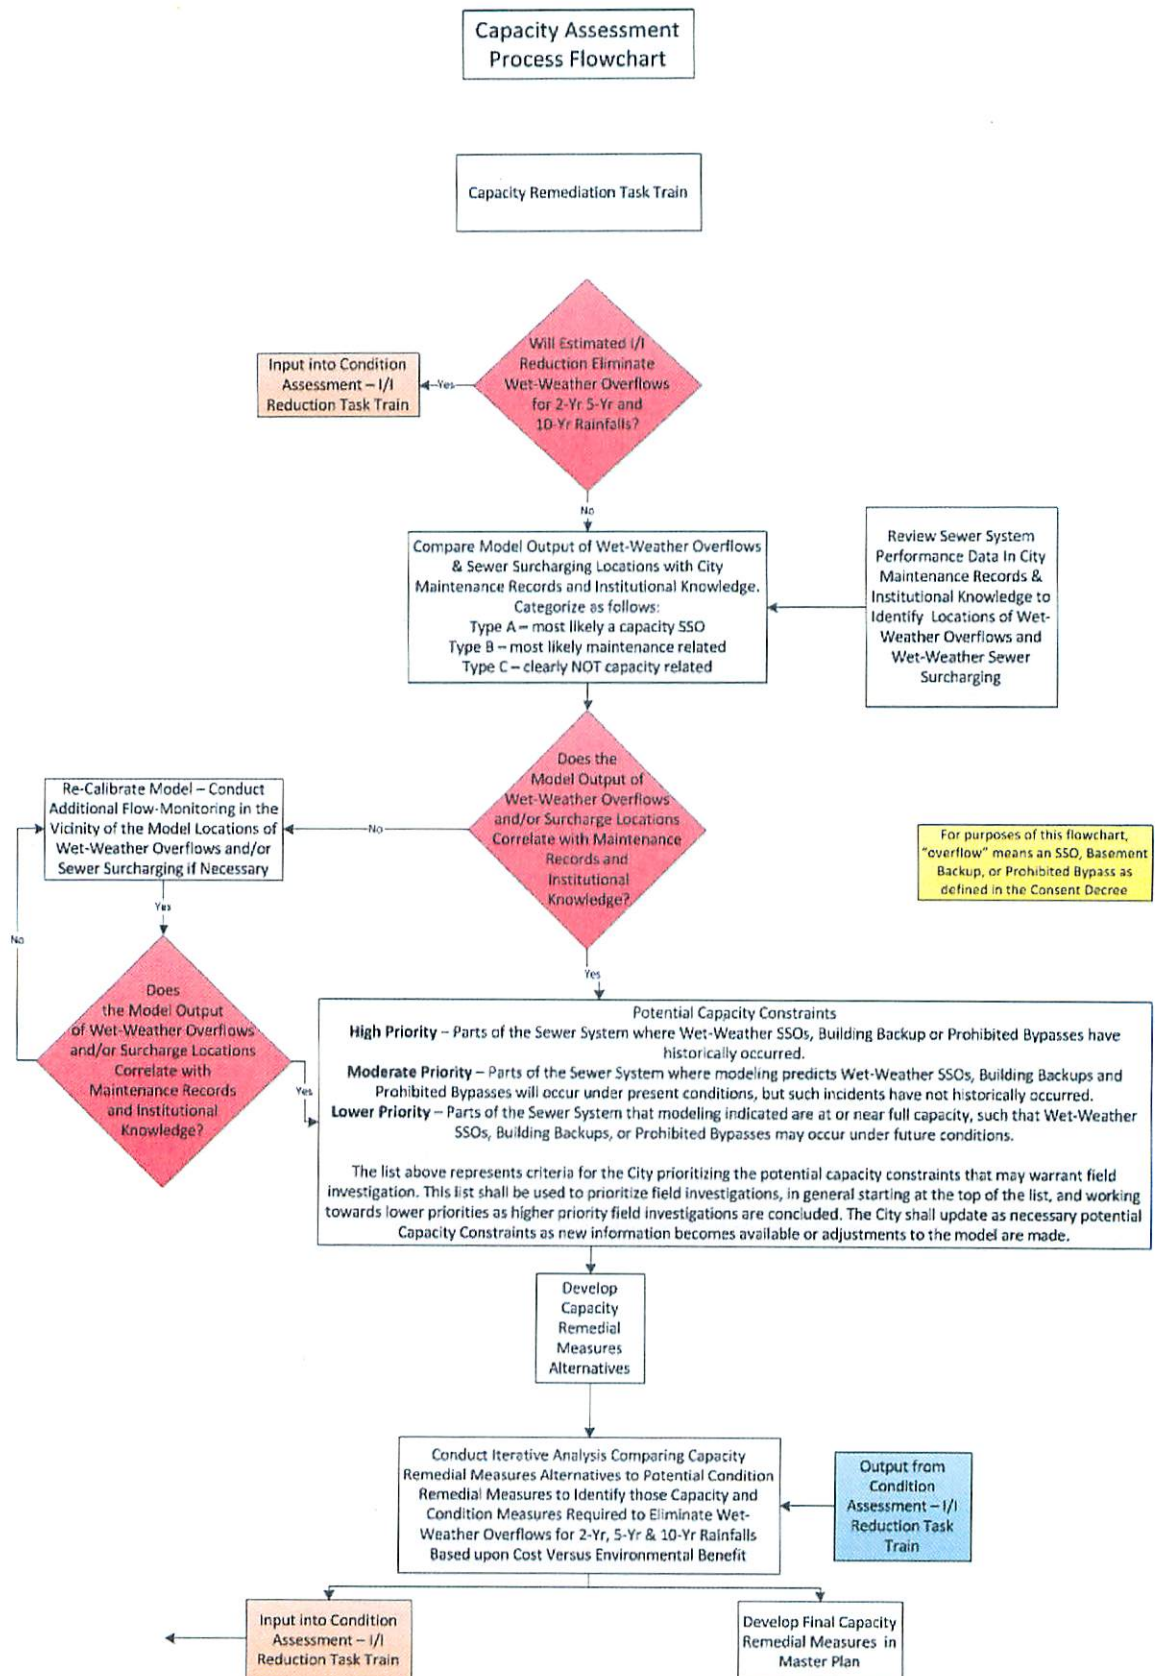 Capacity Assessment
Process Flowchart
Capacity Remediation Task Train
Will Estimated I/I
Reduction Eliminate
Wet-Weather Overflows
for 2-Yr 5-Yr and
10-Yr Rainfalls?
Yes
Input into Condition
Assessment – I/I
Reduction Task Train
No
Compare Model Output of Wet-Weather Overflows
& Sewer Surcharging Locations with City
Maintenance Records and Institutional Knowledge.
Categorize as follows:
Type A – most likely a capacity SSO
Type B – most likely maintenance related
Type C – clearly NOT capacity related
Review Sewer System
Performance Data In City
Maintenance Records &
Institutional Knowledge to
Identify Locations of Wet-
Weather Overflows and
Wet-Weather Sewer
Surcharging
Does the
Model Output of
Wet-Weather Overflows
and/or Surcharge Locations
Correlate with Maintenance
Records and
Institutional
Knowledge?
No
Re-Calibrate Model – Conduct
Additional Flow-Monitoring in the
Vicinity of the Model Locations of
Wet-Weather Overflows and/or
Sewer Surcharging if Necessary
For purposes of this flowchart,
"overflow" means an SSO, Basement
Backup, or Prohibited Bypass as
defined in the Consent Decree
Yes
No
Does
the Model Output
of Wet-Weather Overflows
and/or Surcharge Locations
Correlate with
Maintenance Records
and Institutional
Knowledge?
Yes
Yes
Potential Capacity Constraints
High Priority – Parts of the Sewer System where Wet-Weather SSOs, Building Backup or Prohibited Bypasses have
historically occurred.
Moderate Priority – Parts of the Sewer System where modeling predicts Wet-Weather SSOs, Building Backups and
Prohibited Bypasses will occur under present conditions, but such incidents have not historically occurred.
Lower Priority – Parts of the Sewer System that modeling indicated are at or near full capacity, such that Wet-Weather
SSOs, Building Backups, or Prohibited Bypasses may occur under future conditions.
The list above represents criteria for the City prioritizing the potential capacity constraints that may warrant field
investigation. This list shall be used to prioritize field investigations, in general starting at the top of the list, and working
towards lower priorities as higher priority field investigations are concluded. The City shall update as necessary potential
Capacity Constraints as new information becomes available or adjustments to the model are made.
Develop
Capacity
Remedial
Measures
Alternatives
Conduct Iterative Analysis Comparing Capacity
Remedial Measures Alternatives to Potential Condition
Remedial Measures to Identify those Capacity and
Condition Measures Required to Eliminate Wet-
Weather Overflows for 2-Yr, 5-Yr & 10-Yr Rainfalls
Based upon Cost Versus Environmental Benefit
Output from
Condition
Assessment – I/I
Reduction Task
Train
Input into Condition
Assessment – I/I
Reduction Task Train
Develop Final Capacity
Remedial Measures in
Master Plan